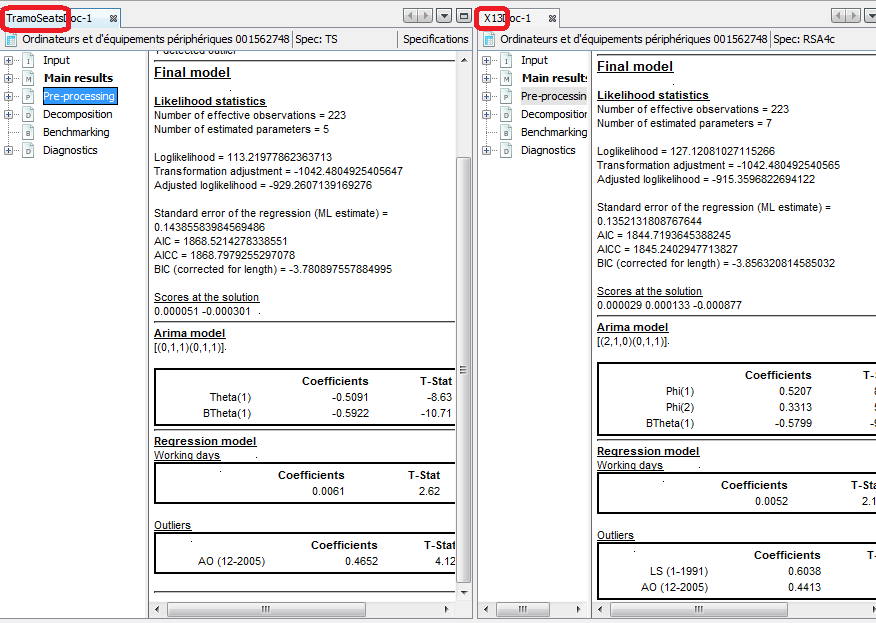 TramoSeatsDoc-1
Ordinateurs et d'équipements périphériques 001562748 Spec: TS Specifications
Input
Main results
Pre-processing
Decomposition
Benchmarking
Diagnostics
1 detected outlier
Final model
Likelihood statistics
Number of effective observations = 223
Number of estimated parameters = 5
Loglikelihood = 113.21977862363713
Transformation adjustment = -1042.4804925405647
Adjusted loglikelihood = -929.2607139169276
Standard error of the regression (ML estimate) =
0.14385583984569486
AIC = 1868.5214278338551
AICC = 1868.7979255297078
BIC (corrected for length) = -3.780897557884995
Scores at the solution
0.000051 -0.000301
Arima model
[(0,1,1)(0,1,1)].
Coefficients T-Stat
Theta(1) -0.5091 -8.63
BTheta(1) -0.5922 -10.71
Regression model
Working days
Coefficients T-Stat
0.0061 2.62
Outliers
Coefficients T-Stat
AO (12-2005) 0.4652 4.12
X13Doc-1
Ordinateurs et d'équipements périphériques 001562748 Spec: RSA4c
Input
Main results
Pre-processin
Decomposition
Benchmarking
Diagnostics
Final model
Likelihood statistics
Number of effective observations = 223
Number of estimated parameters = 7
Loglikelihood = 127.12081027115266
Transformation adjustment = -1042.480492540565
Adjusted loglikelihood = -915.3596822694122
Standard error of the regression (ML estimate) =
0.1352131808767644
AIC = 1844.7193645388245
AICC = 1845.2402947713827
BIC (corrected for length) = -3.856320814585032
Scores at the solution
0.000029 0.000133 -0.000877
Arima model
[(2,1,0)(0,1,1)].
Coefficients T-S
Phi(1) 0.5207
Phi(2) 0.3313
BTheta(1) -0.5799
Regression model
Working days
Coefficients T-Sta
0.0052 2.1
Outliers
Coefficients T-
LS (1-1991) 0.6038
AO (12-2005) 0.4413